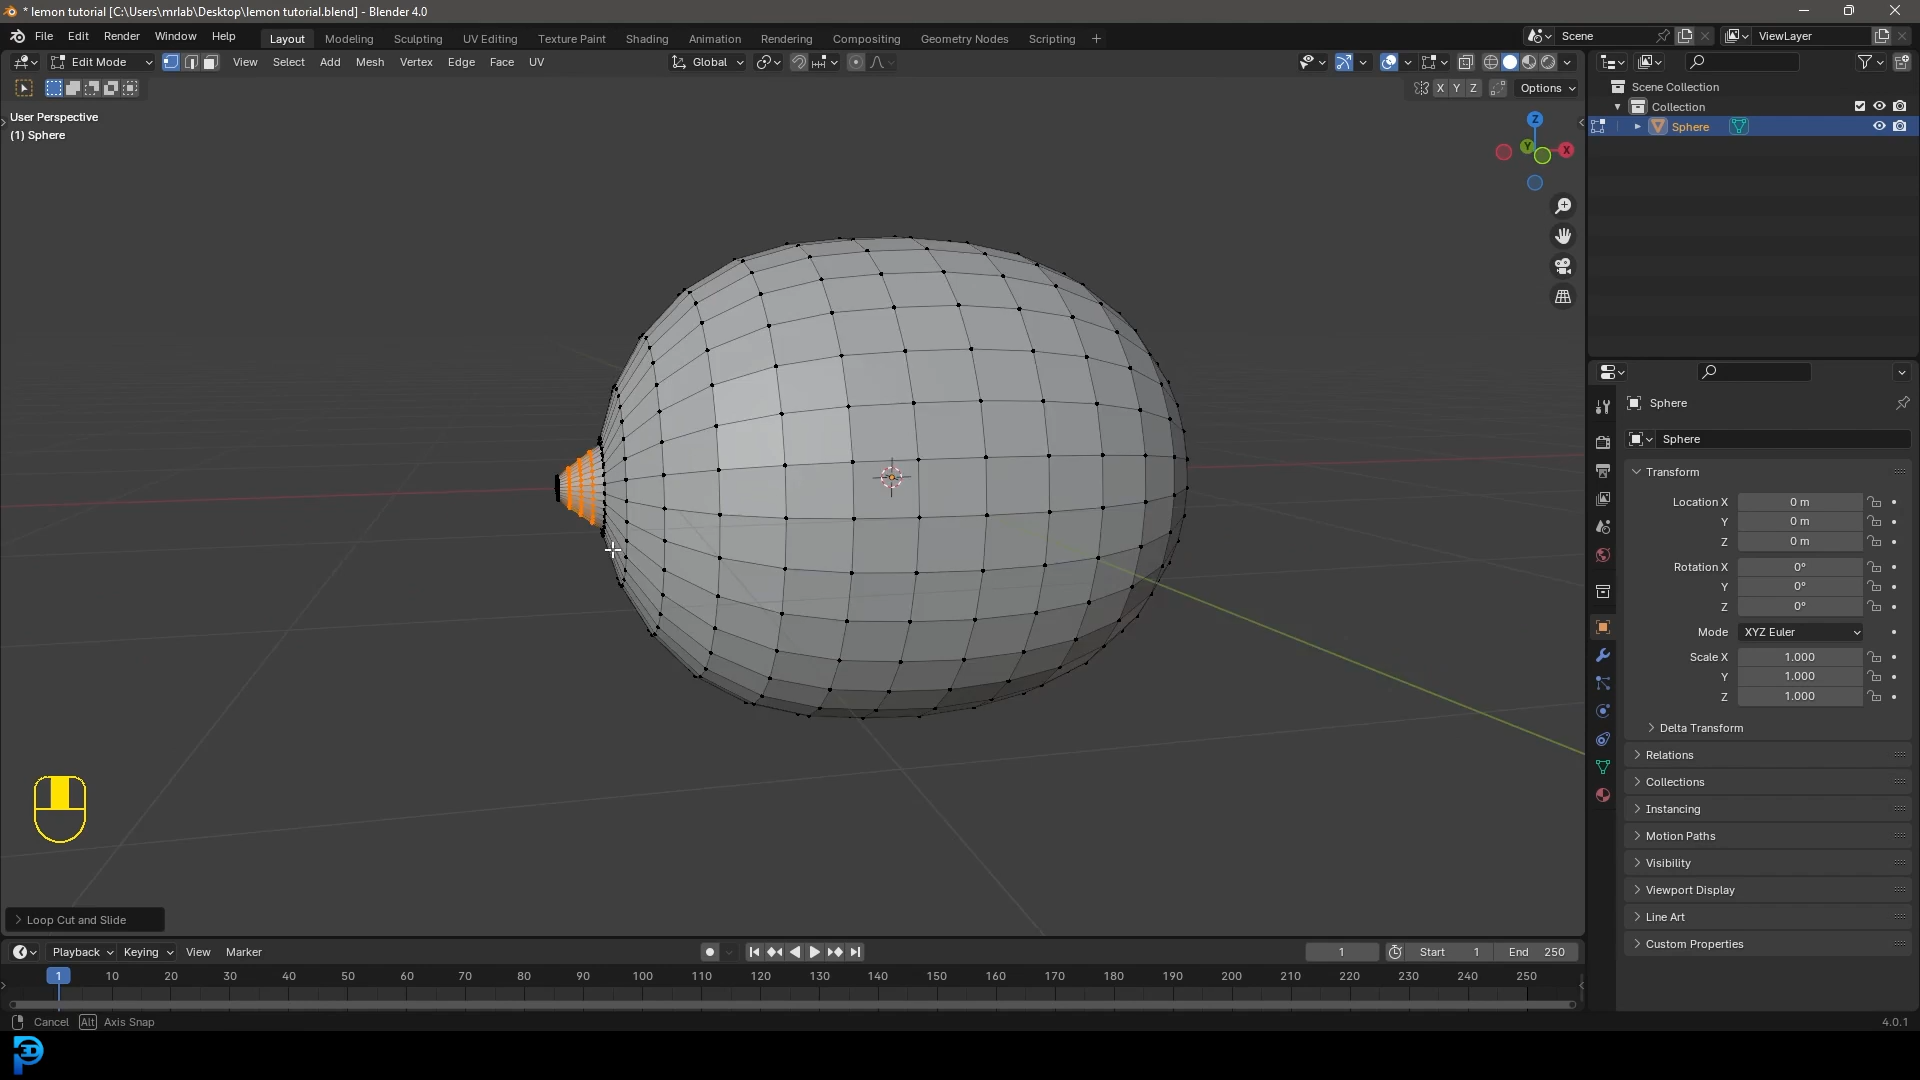 * lemon tutorial [C:\Users\mrlab\Desktop\lemon tutorial.blend] - Blender 4.0
File Edit Render Window Help Layout Modeling Sculpting UV Editing Texture Paint Shading Animation Rendering Compositing Geometry Nodes Scripting + Scene ViewLayer
Edit Mode View Select Add Mesh Vertex Edge Face UV Global
X Y Z Options
User Perspective
(1) Sphere
Z
Y
X
Scene Collection
Collection
Sphere
Sphere
Sphere
Transform
Location X 0 m
Y 0 m
Z 0 m
Rotation X 0°
Y 0°
Z 0°
Mode XYZ Euler
Scale X 1.000
Y 1.000
Z 1.000
Delta Transform
Relations
Collections
Instancing
Motion Paths
Visibility
Viewport Display
Line Art
Custom Properties
Loop Cut and Slide
Playback Keying View Marker 1 Start 1 End 250
1 10 20 30 40 50 60 70 80 90 100 110 120 130 140 150 160 170 180 190 200 210 220 230 240 250
Cancel Alt Axis Snap 4.0.1
3D